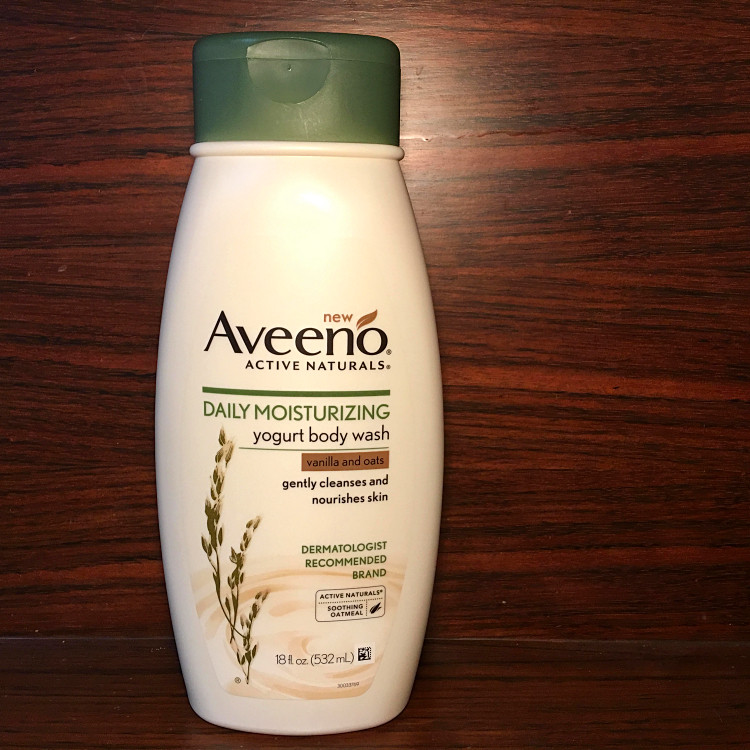 new
Aveeno®
ACTIVE NATURALS®
DAILY MOISTURIZING
yogurt body wash
vanilla and oats
gently cleanses and
nourishes skin
DERMATOLOGIST
RECOMMENDED
BRAND
ACTIVE NATURALS®
SOOTHING
OATMEAL
18 fl. oz. (532 mL)
®